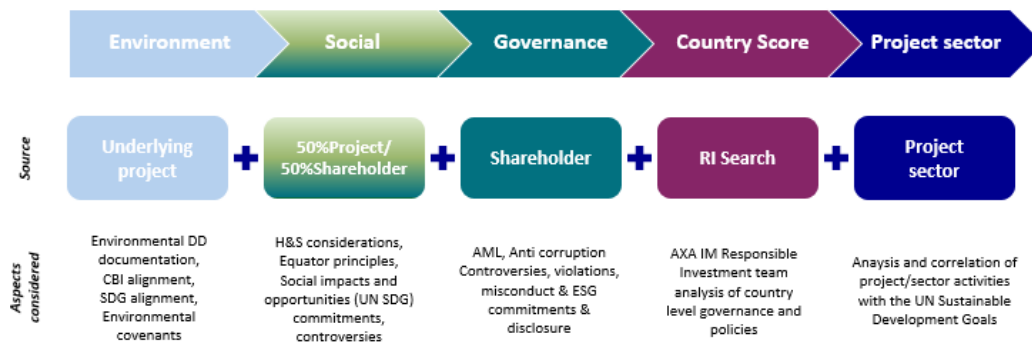 Environment
Social
Governance
Country Score
Project sector
Source
Underlying
project
50%Project/
50%Shareholder
Shareholder
RI Search
Project
sector
Aspects
considered
Environmental DD
documentation,
CBI alignment,
SDG alignment,
Environmental
covenants
H&S considerations,
Equator principles,
Social impacts and
opportunities (UN SDG)
commitments,
controversies
AML, Anti corruption
Controversies, violations,
misconduct & ESG
commitments &
disclosure
AXA IM Responsible
Investment team
analysis of country
level governance and
policies
Anaysis and correlation of
project/sector activities
with the UN Sustainable
Development Goals